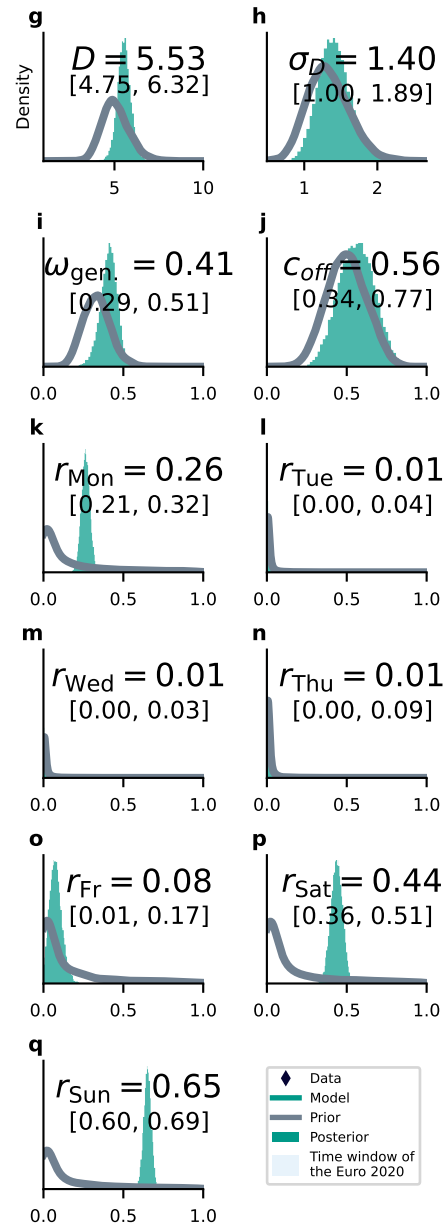 g
h
Density
D = 5.53
[4.75, 6.32]
σ_D = 1.40
[1.00, 1.89]
5 10
1 2
i
j
ω_gen. = 0.41
[0.29, 0.51]
c_off = 0.56
[0.34, 0.77]
0.0 0.5 1.0
0.0 0.5 1.0
k
l
r_Mon = 0.26
[0.21, 0.32]
r_Tue = 0.01
[0.00, 0.04]
0.0 0.5 1.0
0.0 0.5 1.0
m
n
r_Wed = 0.01
[0.00, 0.03]
r_Thu = 0.01
[0.00, 0.09]
0.0 0.5 1.0
0.0 0.5 1.0
o
p
r_Fr = 0.08
[0.01, 0.17]
r_Sat = 0.44
[0.36, 0.51]
0.0 0.5 1.0
0.0 0.5 1.0
q
r_Sun = 0.65
[0.60, 0.69]
0.0 0.5 1.0
Data
Model
Prior
Posterior
Time window of
the Euro 2020